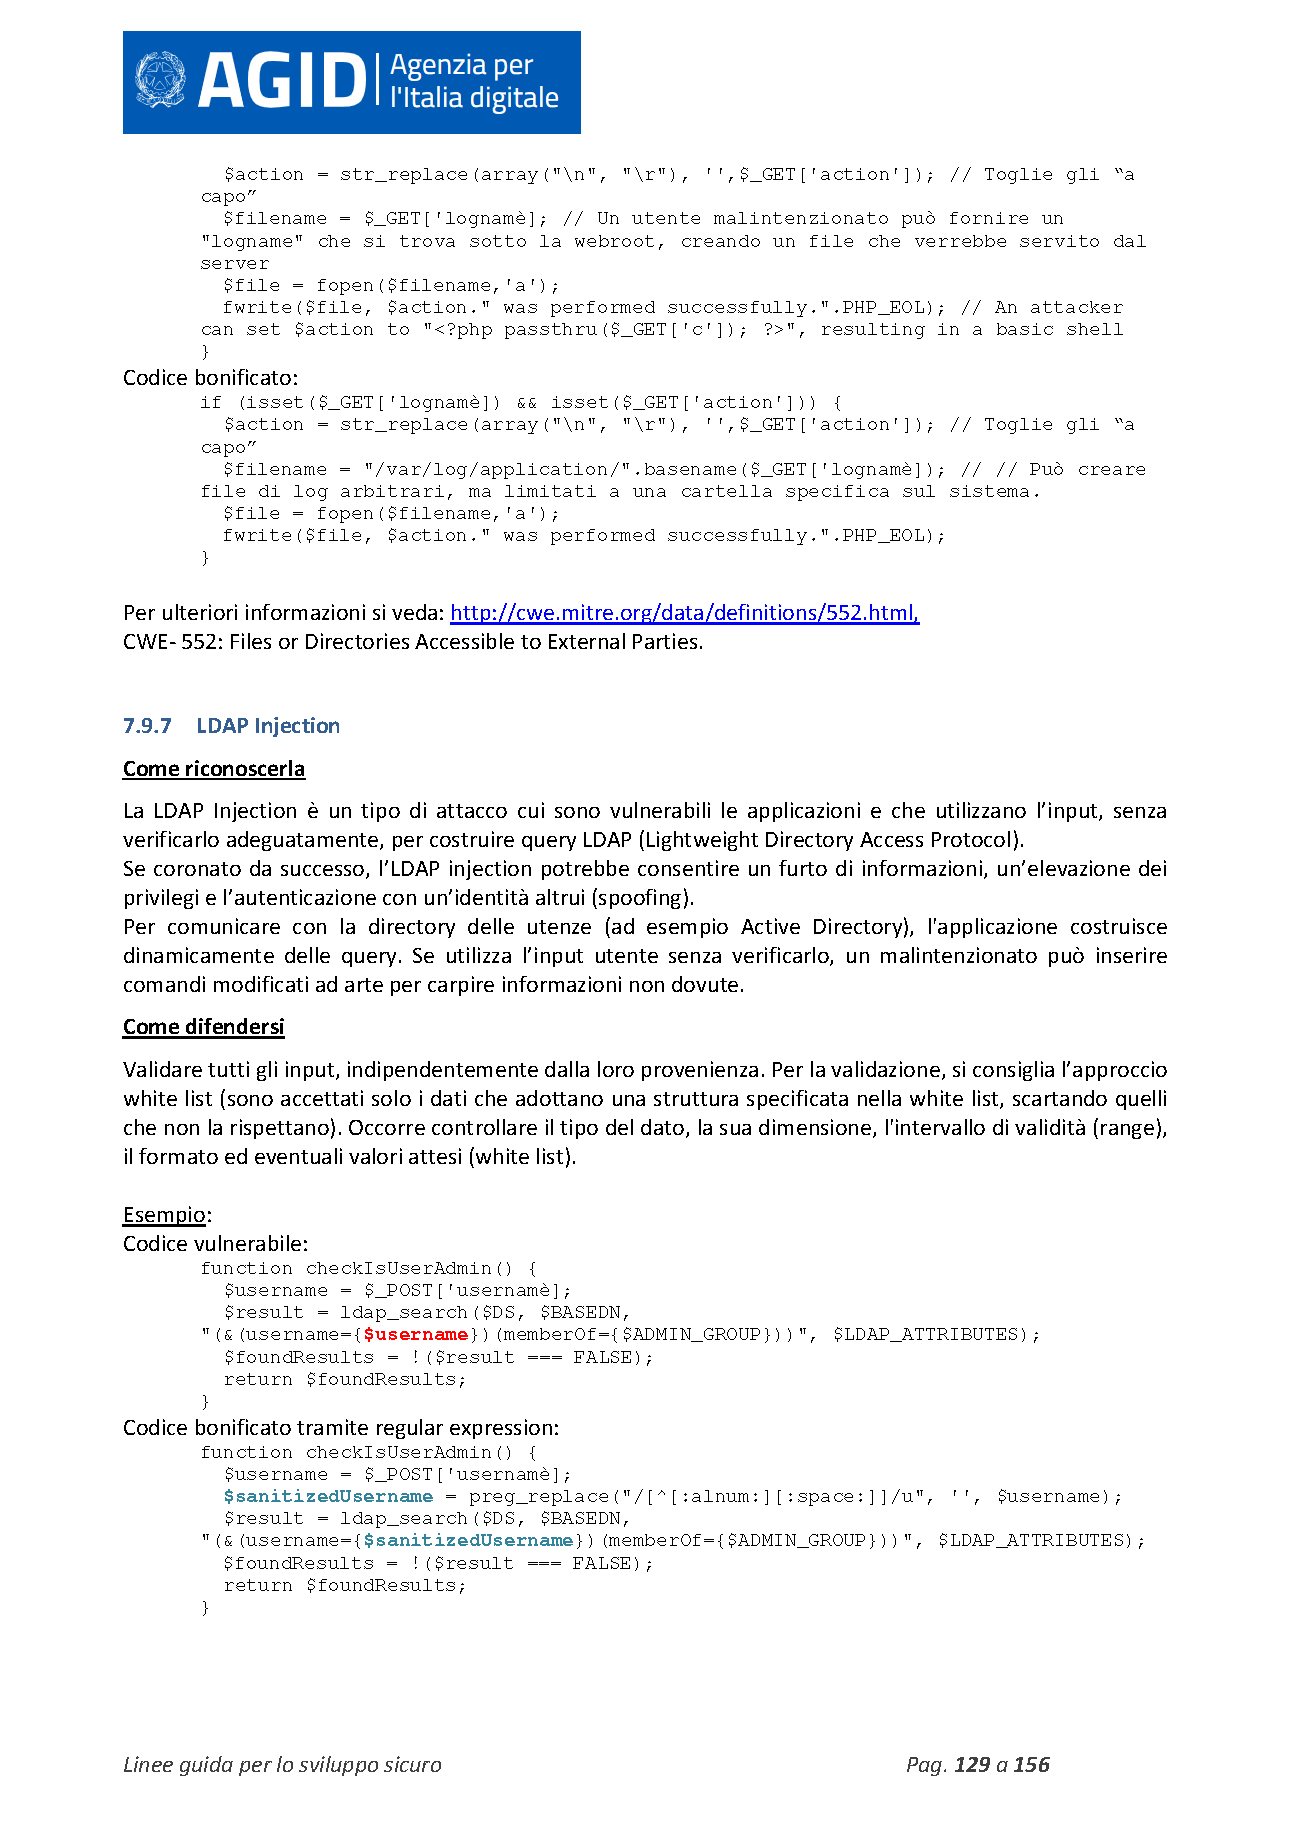 AGID Agenzia per
l'Italia digitale
$action = str_replace(array("\n", "\r"), '',$_GET['action']); // Toglie gli “a
capo”
$filename = $_GET['lognamè]; // Un utente malintenzionato può fornire un
"logname" che si trova sotto la webroot, creando un file che verrebbe servito dal
server
$file = fopen($filename,'a');
fwrite($file, $action." was performed successfully.".PHP_EOL); // An attacker
can set $action to "<?php passthru($_GET['c']); ?>", resulting in a basic shell
}
Codice bonificato:
if (isset($_GET['lognamè]) && isset($_GET['action'])) {
$action = str_replace(array("\n", "\r"), '',$_GET['action']); // Toglie gli “a
capo”
$filename = "/var/log/application/".basename($_GET['lognamè]); // // Può creare
file di log arbitrari, ma limitati a una cartella specifica sul sistema.
$file = fopen($filename,'a');
fwrite($file, $action." was performed successfully.".PHP_EOL);
}
Per ulteriori informazioni si veda: http://cwe.mitre.org/data/definitions/552.html,
CWE- 552: Files or Directories Accessible to External Parties.
7.9.7 LDAP Injection
Come riconoscerla
La LDAP Injection è un tipo di attacco cui sono vulnerabili le applicazioni e che utilizzano l’input, senza
verificarlo adeguatamente, per costruire query LDAP (Lightweight Directory Access Protocol).
Se coronato da successo, l’LDAP injection potrebbe consentire un furto di informazioni, un’elevazione dei
privilegi e l’autenticazione con un’identità altrui (spoofing).
Per comunicare con la directory delle utenze (ad esempio Active Directory), l'applicazione costruisce
dinamicamente delle query. Se utilizza l’input utente senza verificarlo, un malintenzionato può inserire
comandi modificati ad arte per carpire informazioni non dovute.
Come difendersi
Validare tutti gli input, indipendentemente dalla loro provenienza. Per la validazione, si consiglia l’approccio
white list (sono accettati solo i dati che adottano una struttura specificata nella white list, scartando quelli
che non la rispettano). Occorre controllare il tipo del dato, la sua dimensione, l'intervallo di validità (range),
il formato ed eventuali valori attesi (white list).
Esempio:
Codice vulnerabile:
function checkIsUserAdmin() {
$username = $_POST['usernamè];
$result = ldap_search($DS, $BASEDN,
"(&(username={$username})(memberOf={$ADMIN_GROUP}))", $LDAP_ATTRIBUTES);
$foundResults = !($result === FALSE);
return $foundResults;
}
Codice bonificato tramite regular expression:
function checkIsUserAdmin() {
$username = $_POST['usernamè];
$sanitizedUsername = preg_replace("/[^[:alnum:][:space:]]/u", '', $username);
$result = ldap_search($DS, $BASEDN,
"(&(username={$sanitizedUsername})(memberOf={$ADMIN_GROUP}))", $LDAP_ATTRIBUTES);
$foundResults = !($result === FALSE);
return $foundResults;
}
Linee guida per lo sviluppo sicuro Pag. 129 a 156